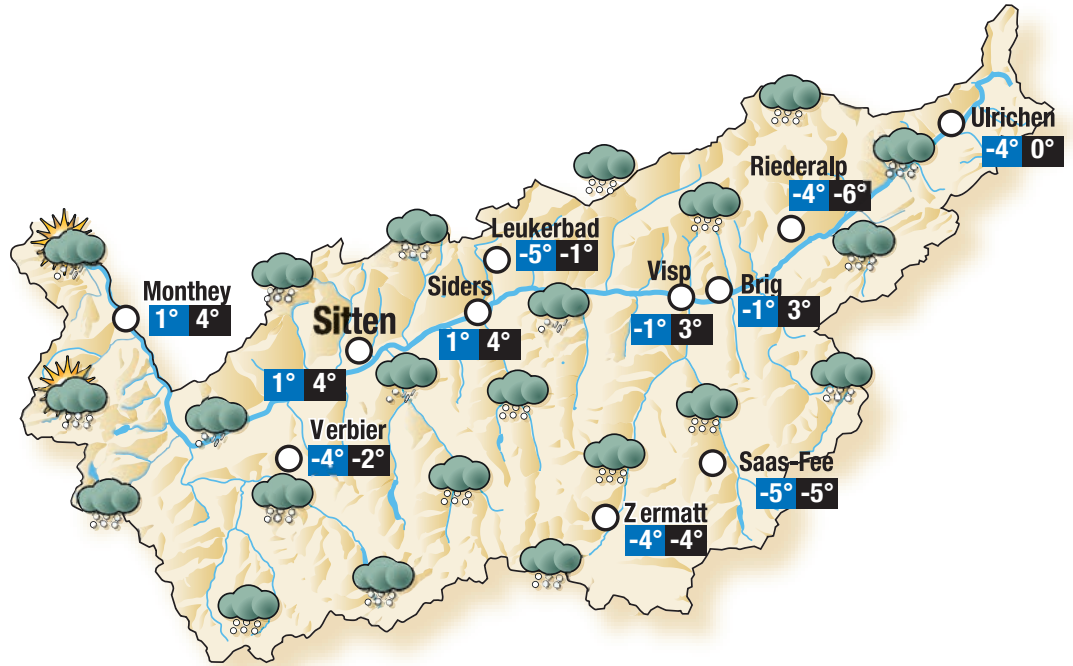 Ulrichen
-4° 0°
Riederalp
-4° -6°
Leukerbad
-5° -1°
Visp
-1° 3°
Brig
-1° 3°
Siders
1° 4°
Monthey
1° 4°
Sitten
1° 4°
Verbier
-4° -2°
Saas-Fee
-5° -5°
Zermatt
-4° -4°